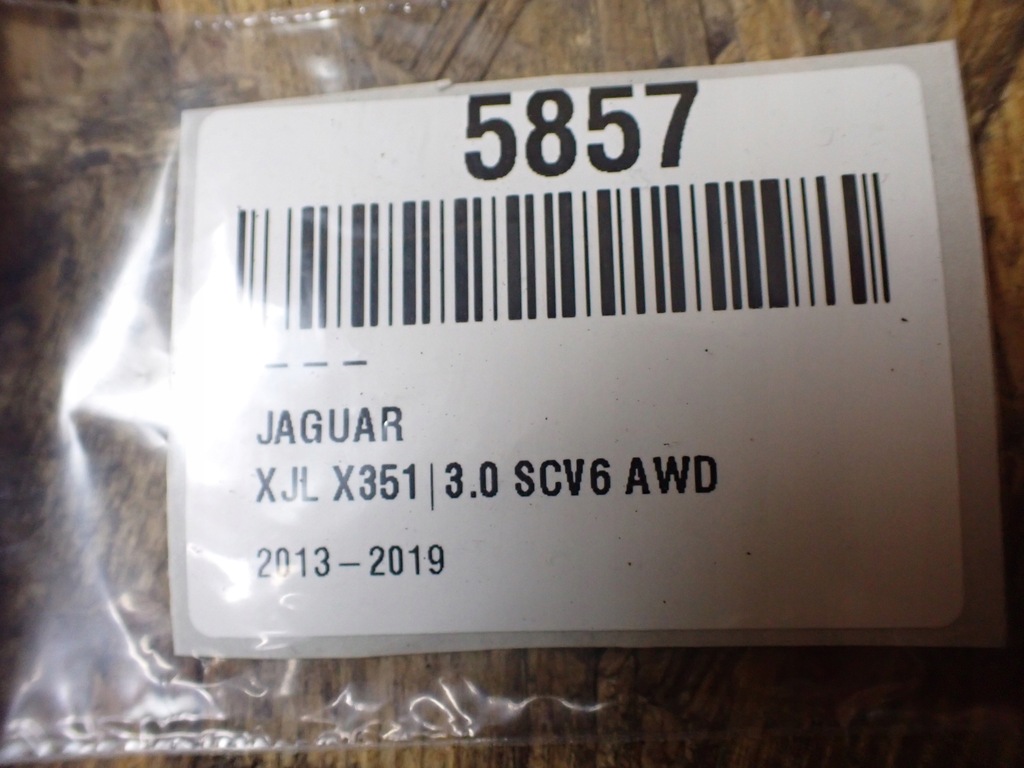 5857
– – –
JAGUAR
XJL X351|3.0 SCV6 AWD
2013–2019